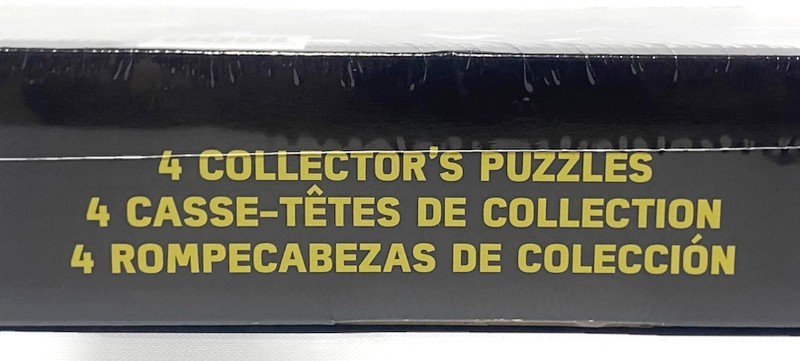 4 COLLECTOR'S PUZZLES
4 CASSE-TÊTES DE COLLECTION
4 ROMPECABEZAS DE COLECCIÓN